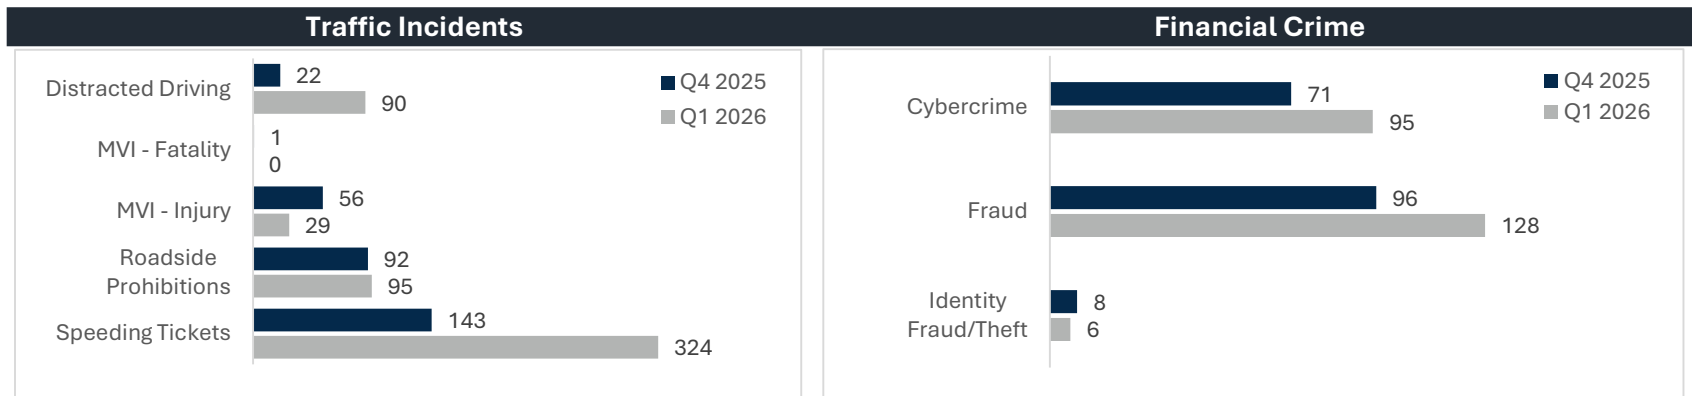 Traffic Incidents
Distracted Driving
22
90
MVI - Fatality
1
0
MVI - Injury
56
29
Roadside
Prohibitions
92
95
Speeding Tickets
143
324
Q4 2025
Q1 2026
Financial Crime
Cybercrime
71
95
Fraud
96
128
Identity
Fraud/Theft
8
6
Q4 2025
Q1 2026